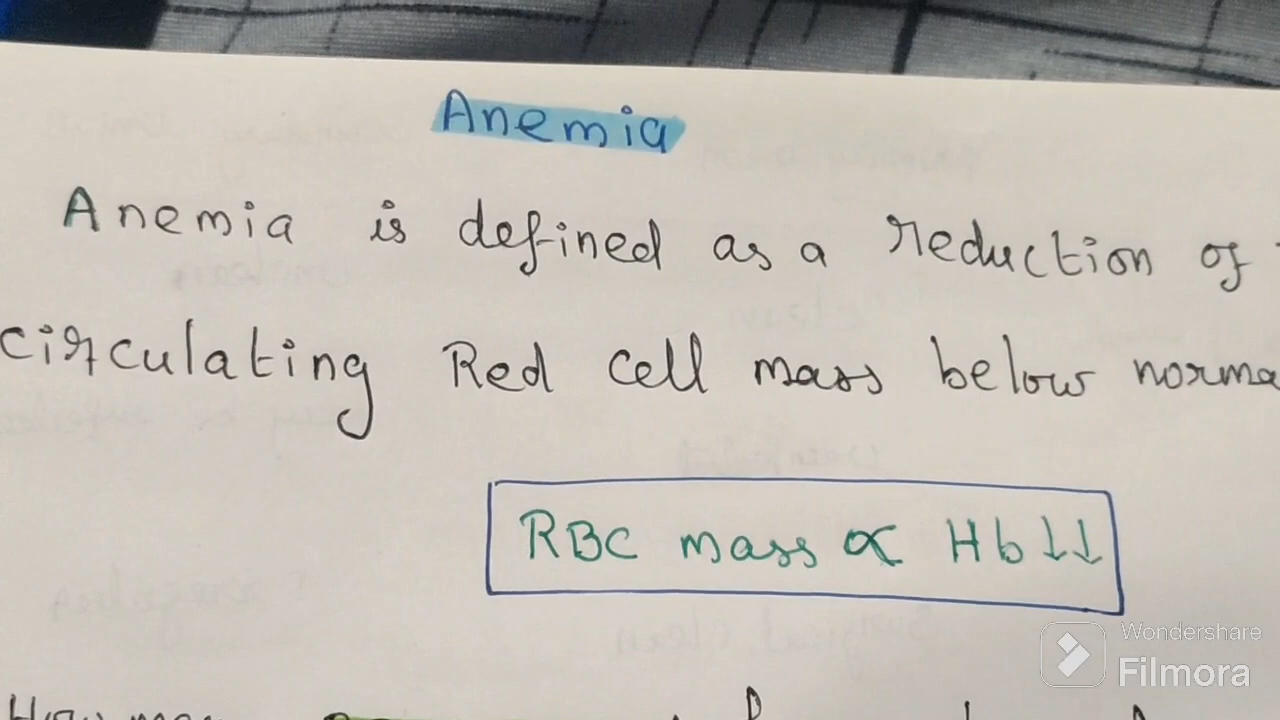 Anemia
Anemia is defined as a reduction of
circulating Red cell mass below norma
RBC mass ∝ Hb↓↓
Wondershare
Filmora